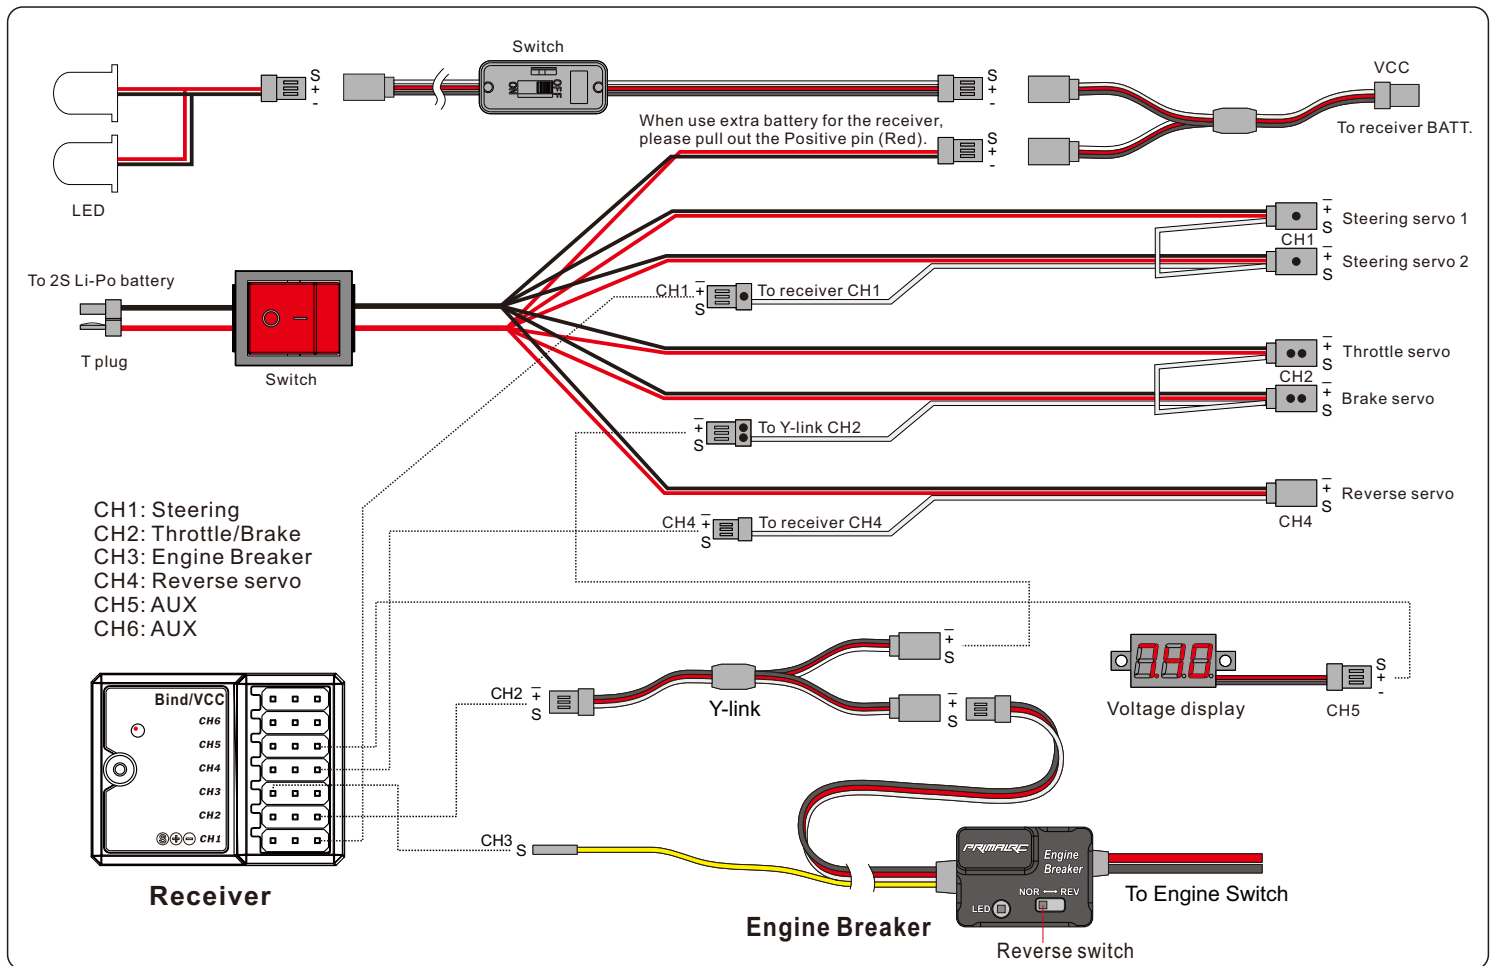 Switch
S
+
-
ON
OFF
S
+
-
VCC
To receiver BATT.
When use extra battery for the receiver,
please pull out the Positive pin (Red).
S
+
-
LED
- + S
Steering servo 1
CH1
- + S
Steering servo 2
To 2S Li-Po battery
CH1
- + S
To receiver CH1
T plug
Switch
- + S
Throttle servo
CH2
- + S
Brake servo
- + S
To Y-link CH2
- + S
Reverse servo
CH4
CH4
- + S
To receiver CH4
CH1: Steering
CH2: Throttle/Brake
CH3: Engine Breaker
CH4: Reverse servo
CH5: AUX
CH6: AUX
Bind/VCC
CH6
CH5
CH4
CH3
CH2
S + - CH1
Receiver
CH2
- + S
Y-link
- + S
- + S
7.40
Voltage display
S
+
-
CH5
CH3 S
PRIMALRC
Engine
Breaker
NOR ↔ REV
LED
To Engine Switch
Engine Breaker
Reverse switch